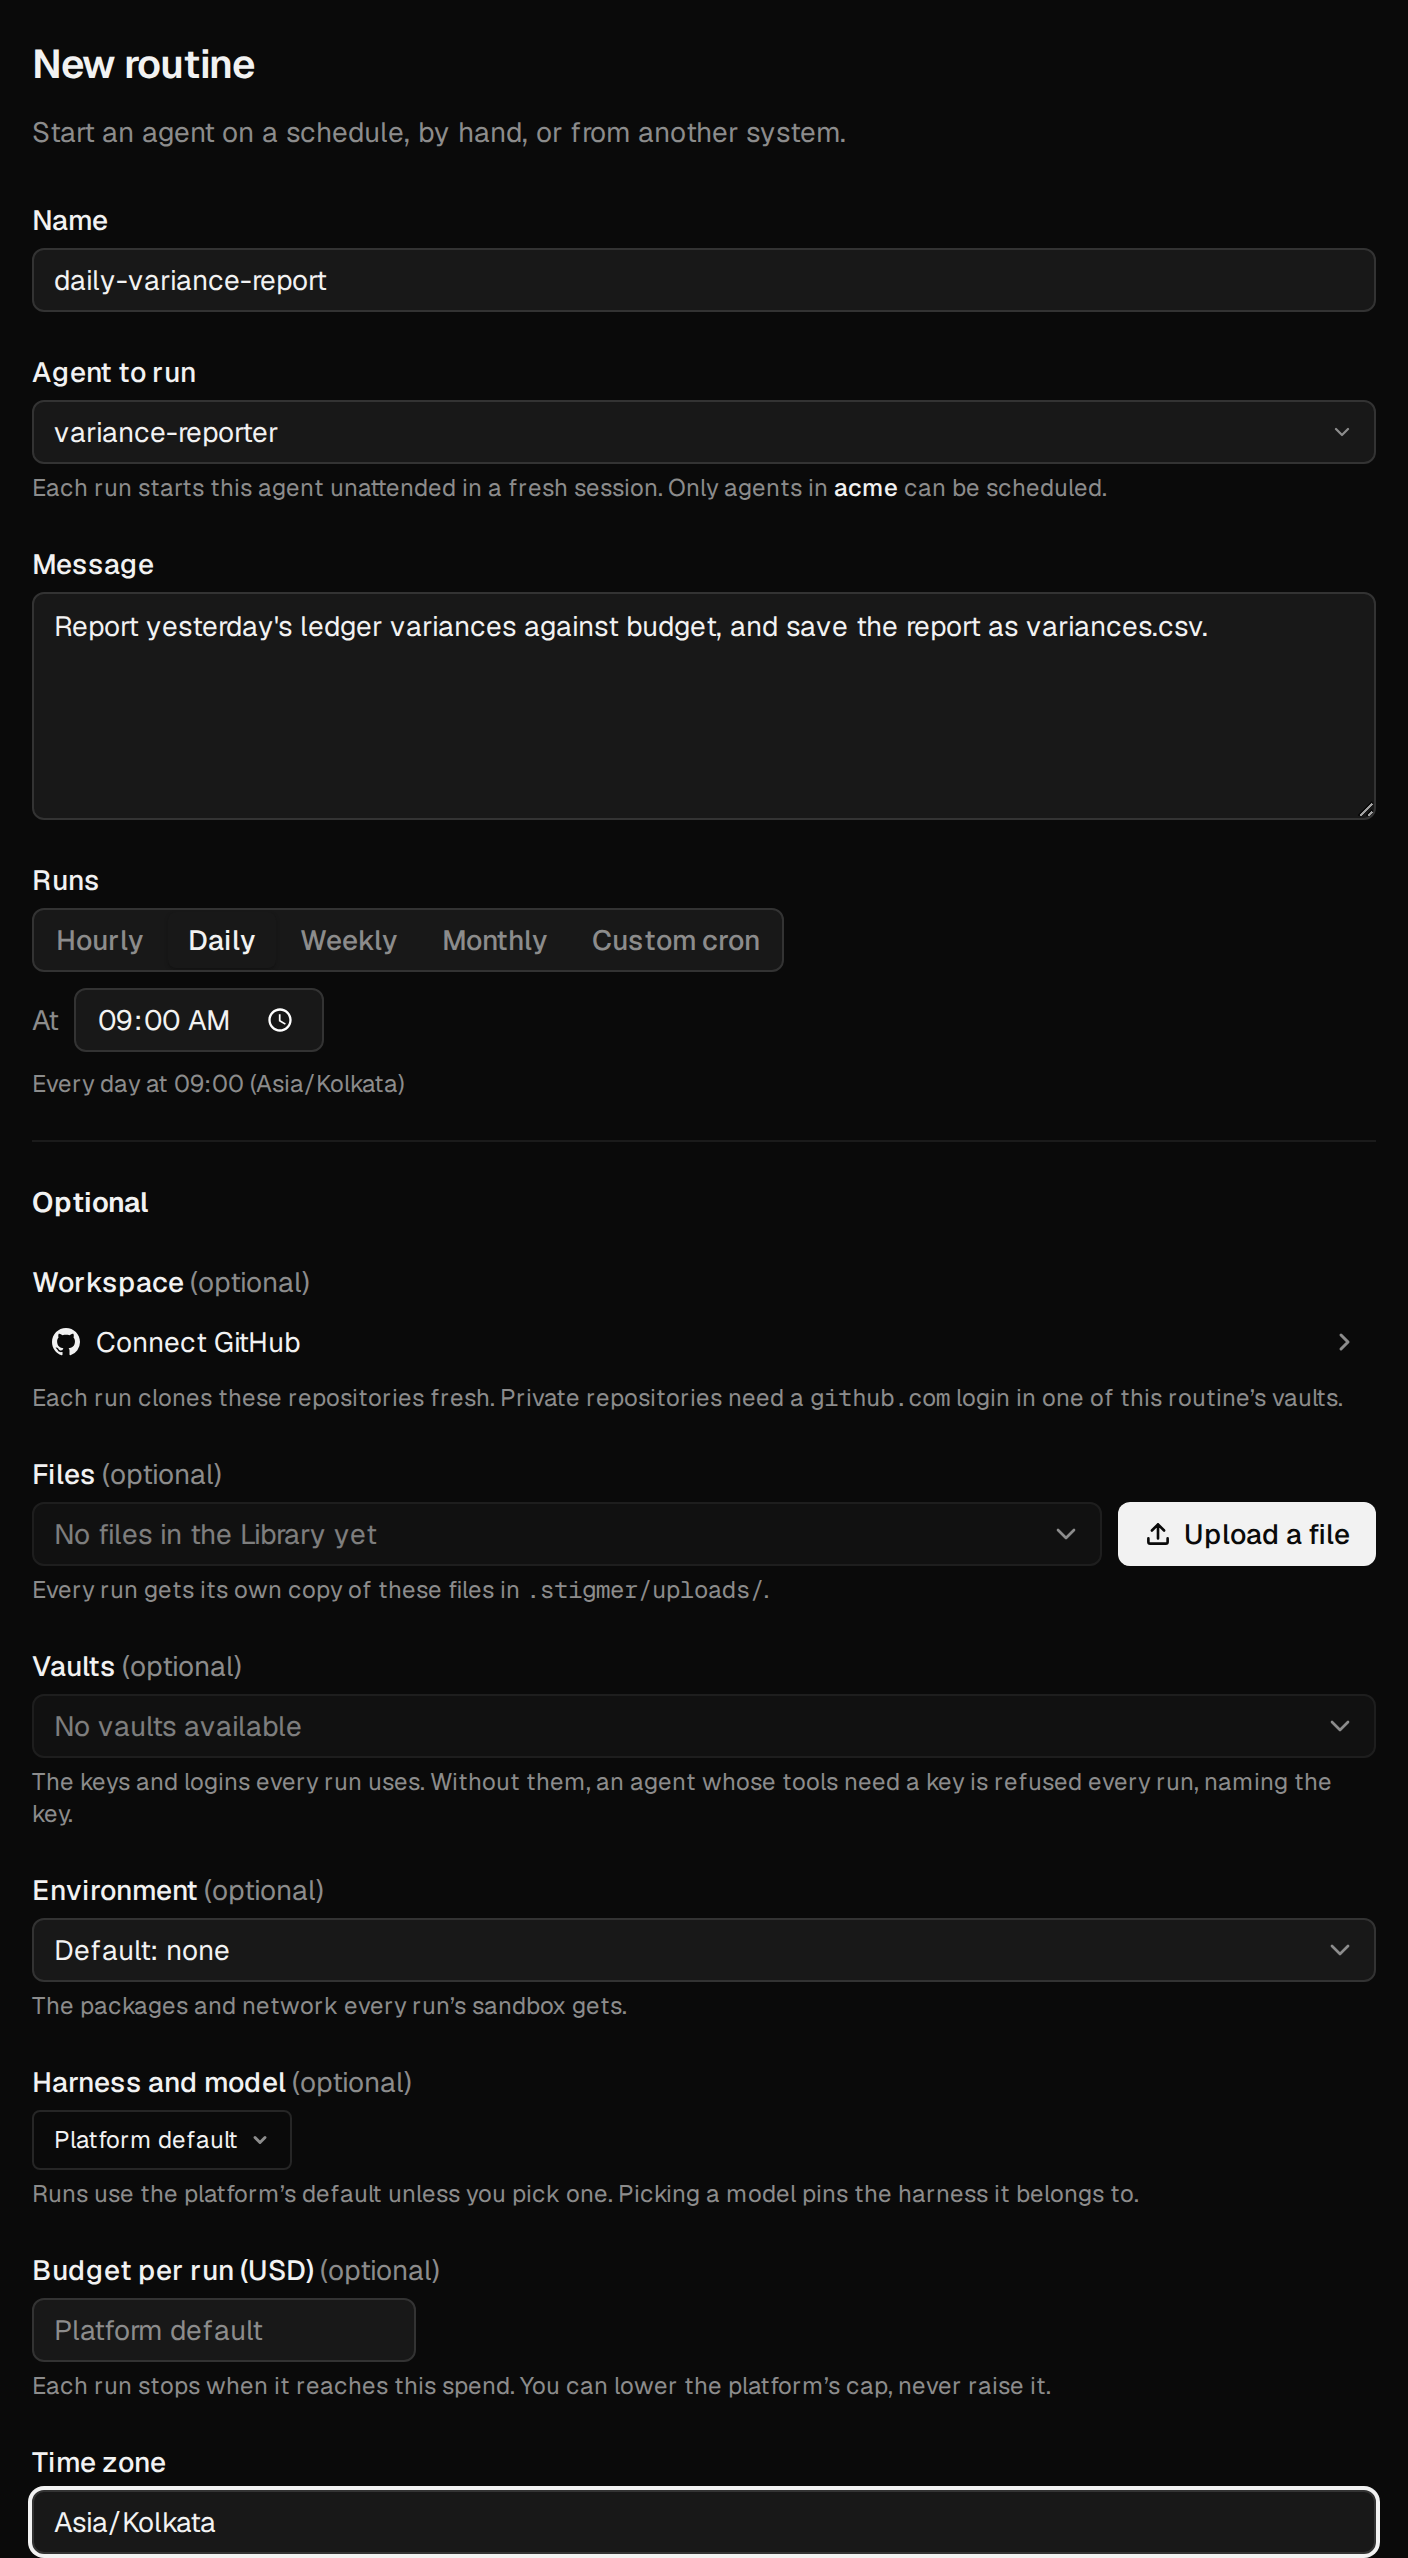 New routine
Start an agent on a schedule, by hand, or from another system.
Name
daily-variance-report
Agent to run
variance-reporter
Each run starts this agent unattended in a fresh session. Only agents in acme can be scheduled.
Message
Report yesterday's ledger variances against budget, and save the report as variances.csv.
Runs
Hourly Daily Weekly Monthly Custom cron
At 09:00 AM
Every day at 09:00 (Asia/Kolkata)
Optional
Workspace (optional)
Connect GitHub
Each run clones these repositories fresh. Private repositories need a github.com login in one of this routine’s vaults.
Files (optional)
No files in the Library yet Upload a file
Every run gets its own copy of these files in .stigmer/uploads/.
Vaults (optional)
No vaults available
The keys and logins every run uses. Without them, an agent whose tools need a key is refused every run, naming the
key.
Environment (optional)
Default: none
The packages and network every run’s sandbox gets.
Harness and model (optional)
Platform default
Runs use the platform’s default unless you pick one. Picking a model pins the harness it belongs to.
Budget per run (USD) (optional)
Platform default
Each run stops when it reaches this spend. You can lower the platform’s cap, never raise it.
Time zone
Asia/Kolkata